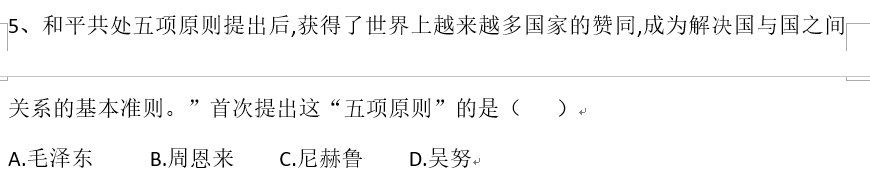 5、和平共处五项原则提出后,获得了世界上越来越多国家的赞同,成为解决国与国之间
关系的基本准则。”首次提出这“五项原则”的是（　　）
A.毛泽东　　B.周恩来　　C.尼赫鲁　　D.吴努